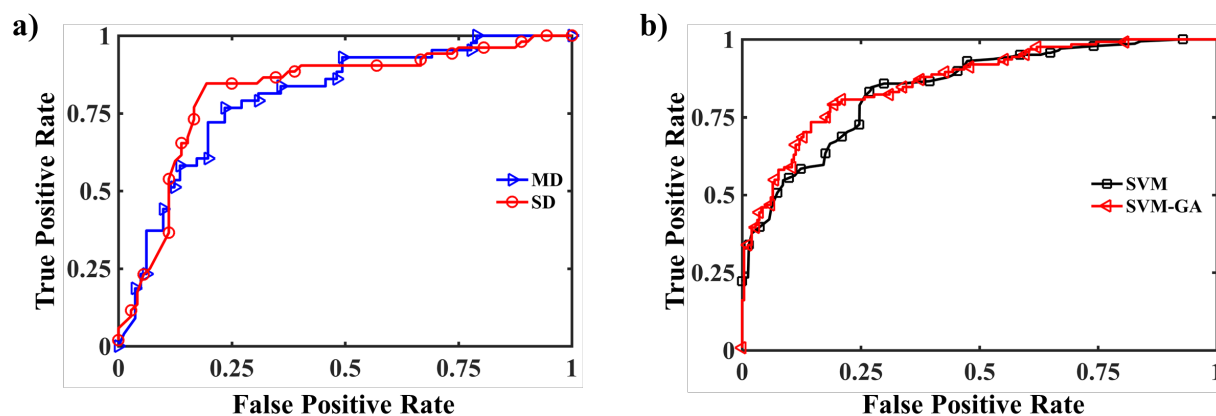 a)
True Positive Rate
1
0.75
0.5
0.25
0
0 0.25 0.5 0.75 1
False Positive Rate
MD
SD
b)
True Positive Rate
1
0.75
0.5
0.25
0
0 0.25 0.5 0.75 1
False Positive Rate
SVM
SVM-GA